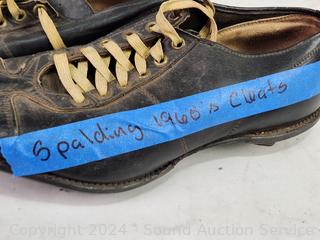 Spalding 1960's Cleats
Copyright 2024 - Sound Auction Service